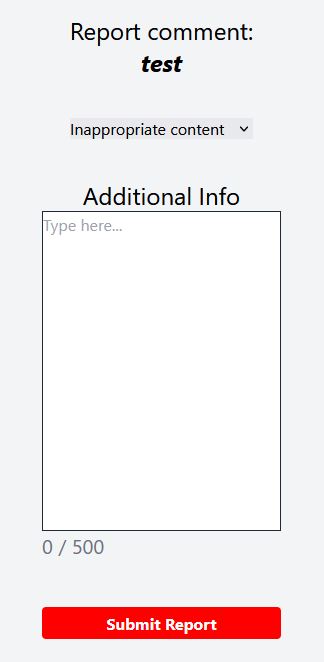 Report comment:
test
Inappropriate content
Additional Info
Type here...
0 / 500
Submit Report